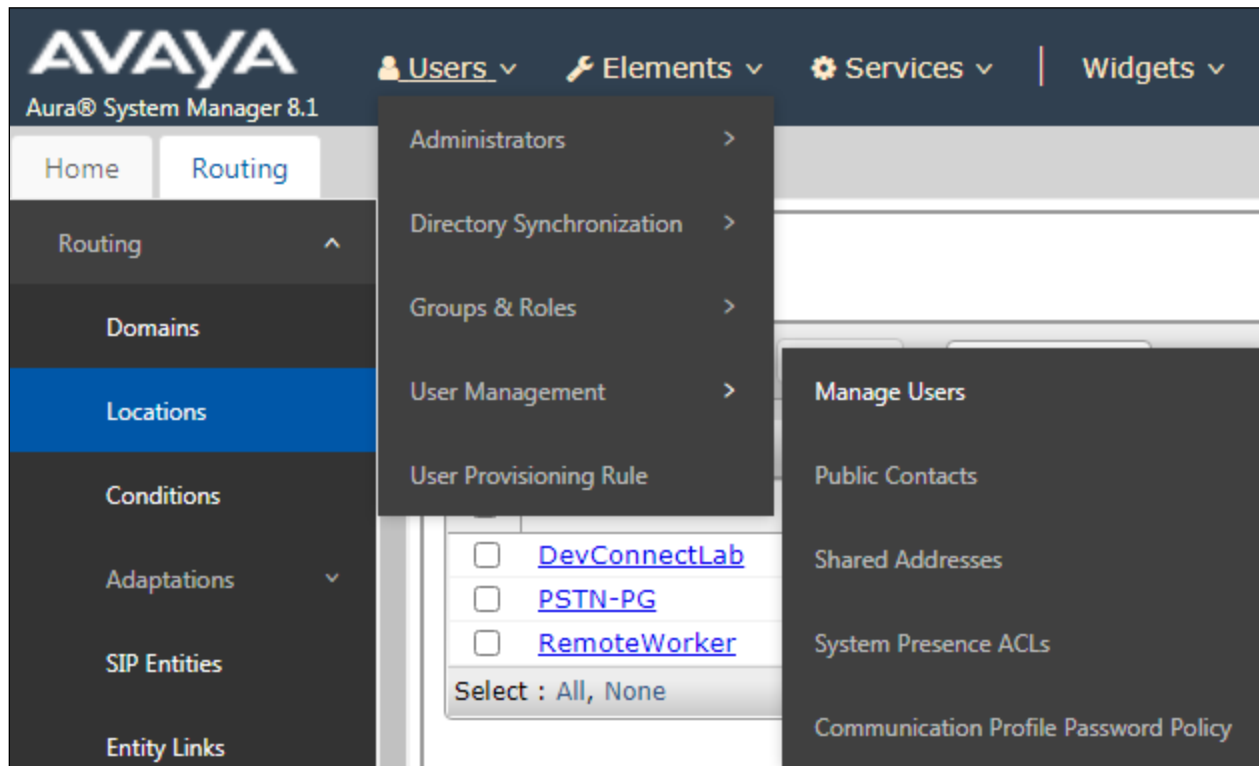 AVAYA
Aura® System Manager 8.1
Users
Elements
Services
Widgets
Home
Routing
Routing
Domains
Locations
Conditions
Adaptations
SIP Entities
Entity Links
Administrators
Directory Synchronization
Groups & Roles
User Management
User Provisioning Rule
Manage Users
Public Contacts
Shared Addresses
System Presence ACLs
Communication Profile Password Policy
DevConnectLab
PSTN-PG
RemoteWorker
Select : All, None